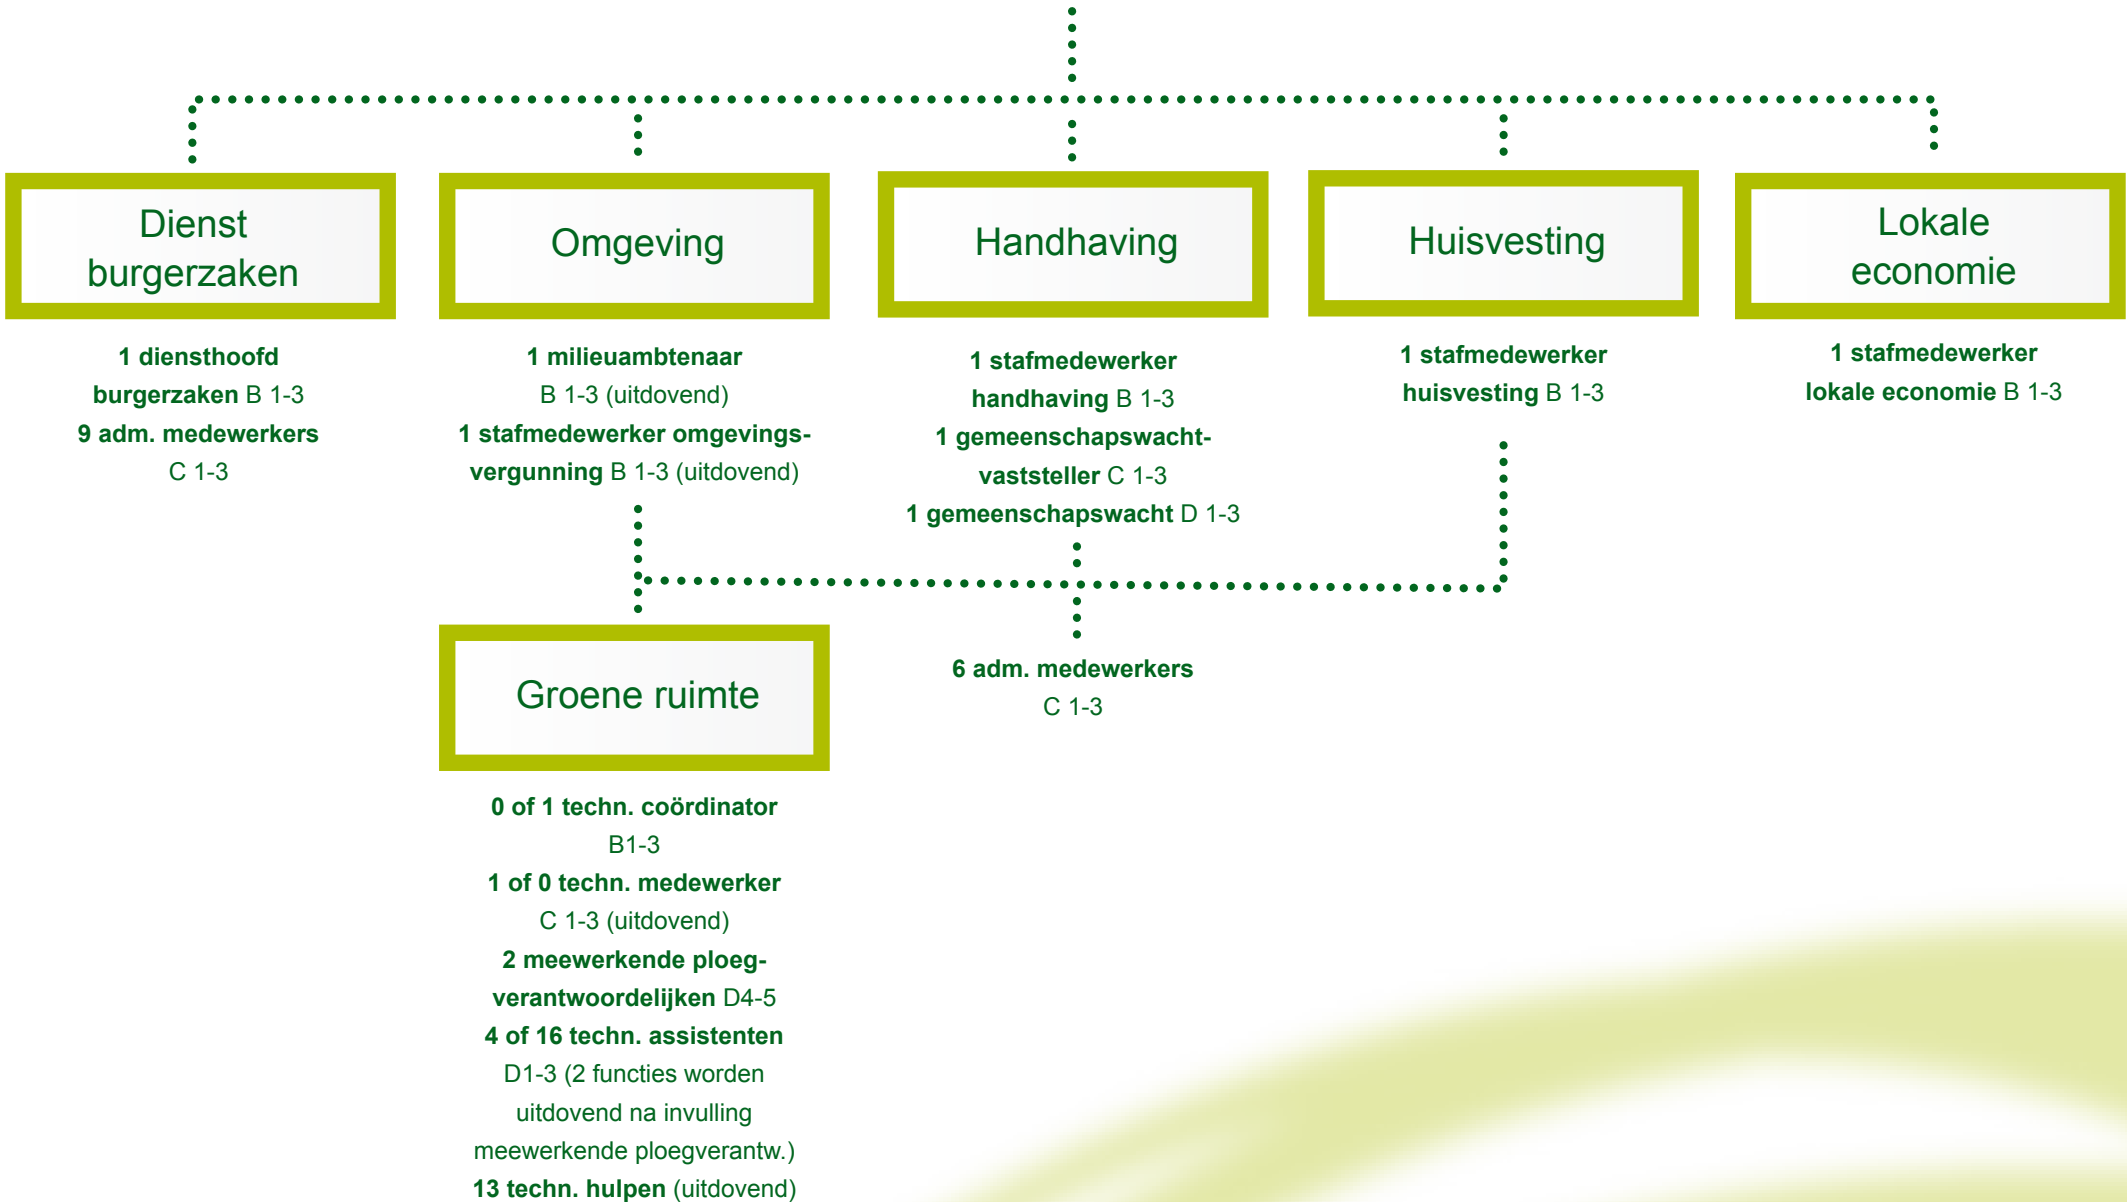 Dienst
burgerzaken
1 diensthoofd
burgerzaken B 1-3
9 adm. medewerkers
C 1-3
Omgeving
1 milieuambtenaar
B 1-3 (uitdovend)
1 stafmedewerker omgevings-
vergunning B 1-3 (uitdovend)
Handhaving
1 stafmedewerker
handhaving B 1-3
1 gemeenschapswacht-
vaststeller C 1-3
1 gemeenschapswacht D 1-3
Huisvesting
1 stafmedewerker
huisvesting B 1-3
Lokale
economie
1 stafmedewerker
lokale economie B 1-3
Groene ruimte
0 of 1 techn. coördinator
B1-3
1 of 0 techn. medewerker
C 1-3 (uitdovend)
2 meewerkende ploeg-
verantwoordelijken D4-5
4 of 16 techn. assistenten
D1-3 (2 functies worden
uitdovend na invulling
meewerkende ploegverantw.)
13 techn. hulpen (uitdovend)
6 adm. medewerkers
C 1-3